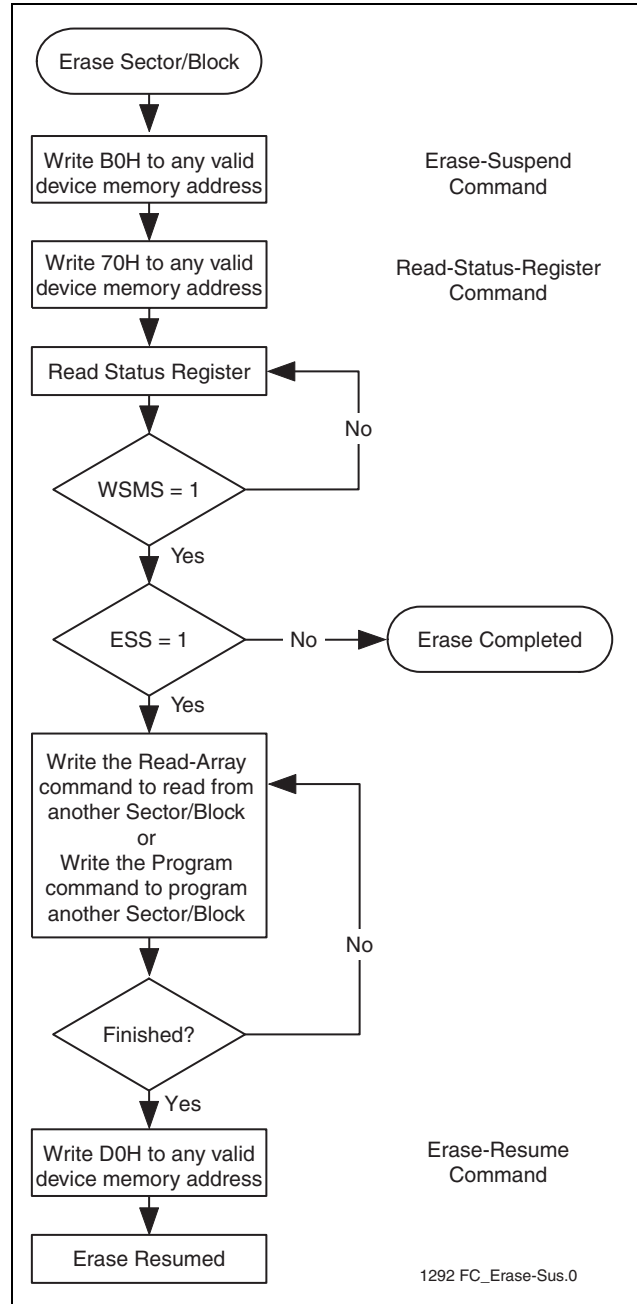 Erase Sector/Block
Write B0H to any valid
device memory address
Erase-Suspend
Command
Write 70H to any valid
device memory address
Read-Status-Register
Command
Read Status Register
No
WSMS = 1
Yes
ESS = 1
No
Erase Completed
Yes
Write the Read-Array
command to read from
another Sector/Block
or
Write the Program
command to program
another Sector/Block
No
Finished?
Yes
Write D0H to any valid
device memory address
Erase-Resume
Command
Erase Resumed
1292 FC_Erase-Sus.0